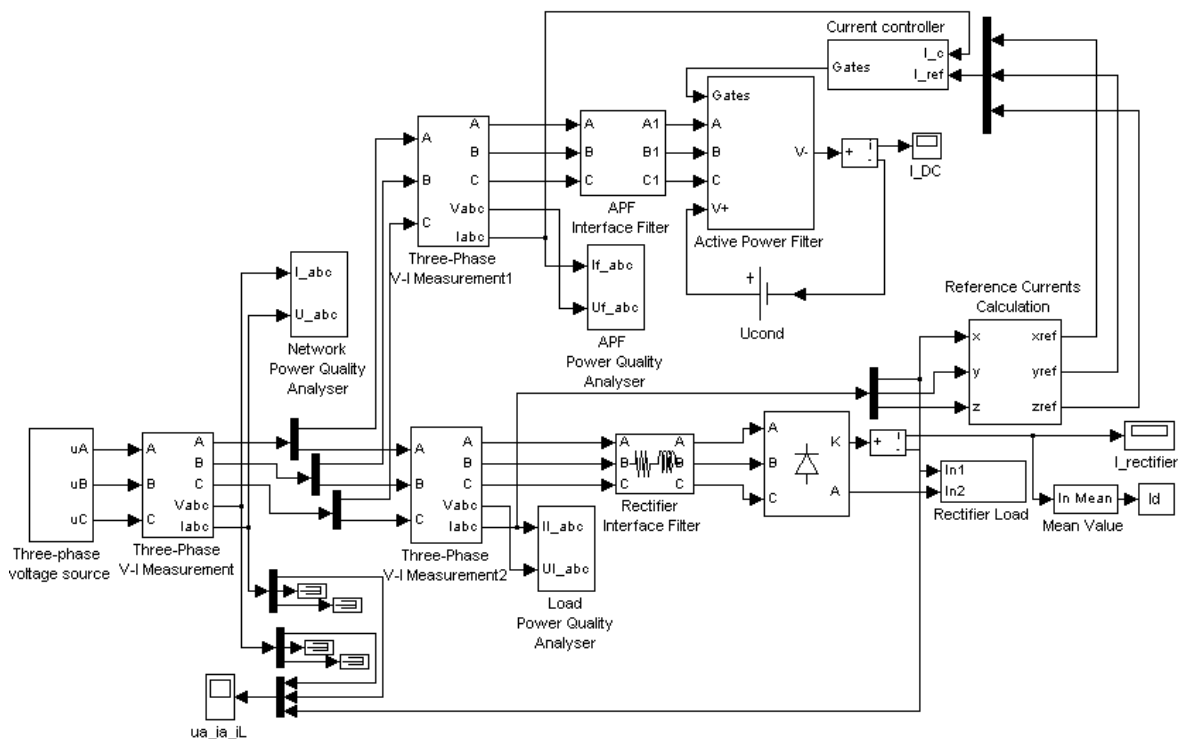 Current controller
Gates
I_c
I_ref
Gates
A
B
C
V+
V-
Active Power Filter
+
i
-
I_DC
A
B
C
A
B
C
Vabc
Iabc
Three-Phase
V-I Measurement1
A
B
C
A1
B1
C1
APF
Interface Filter
If_abc
Uf_abc
APF
Power Quality
Analyser
+
Ucond
Reference Currents
Calculation
x
y
z
xref
yref
zref
I_abc
U_abc
Network
Power Quality
Analyser
uA
uB
uC
Three-phase
voltage source
A
B
C
A
B
C
Vabc
Iabc
Three-Phase
V-I Measurement
A
B
C
A
B
C
Vabc
Iabc
Three-Phase
V-I Measurement2
A
B
C
A
B
C
Rectifier
Interface Filter
A
B
C
K
A
+
i
-
In1
In2
Rectifier Load
I_rectifier
In Mean
Mean Value
Id
Il_abc
Ul_abc
Load
Power Quality
Analyser
ua_ia_iL